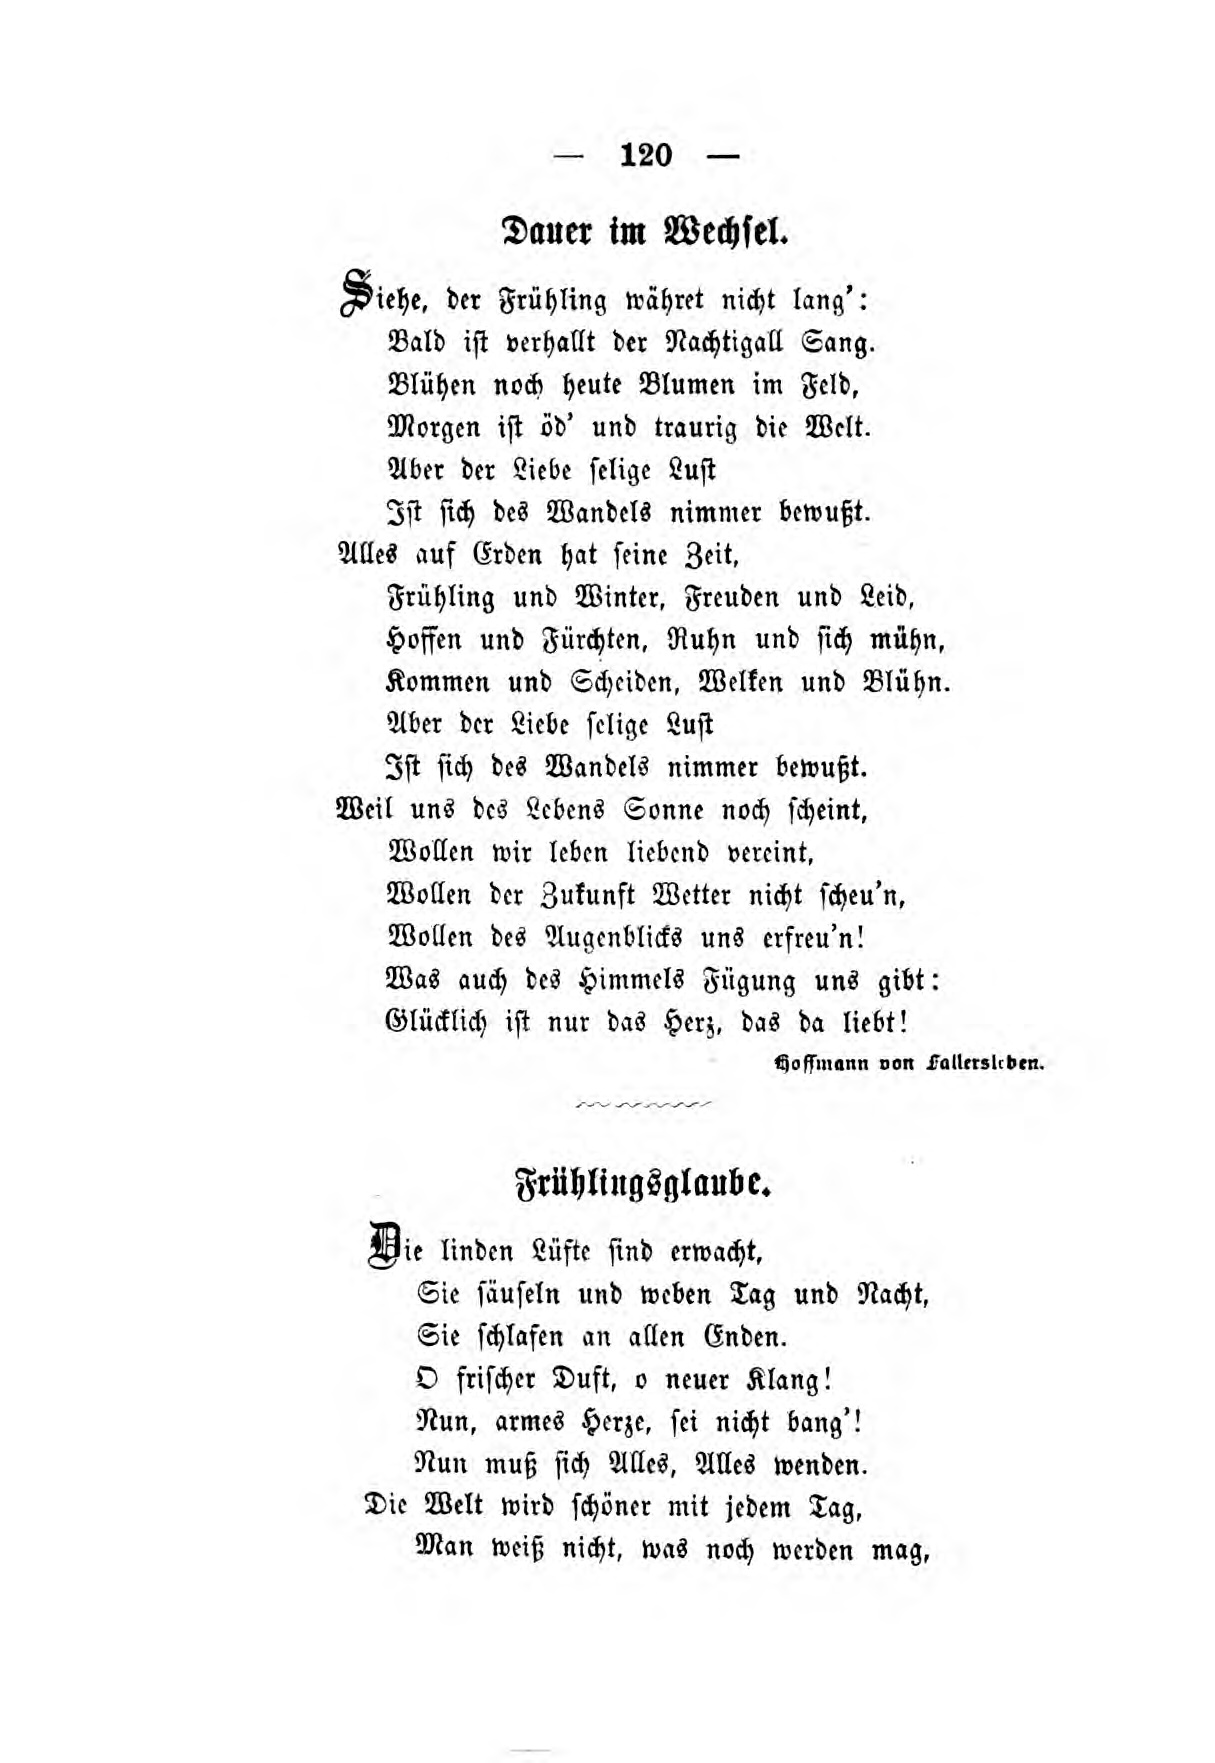 — 120 —
Dauer im Wechsel.
Siehe, der Frühling währet nicht lang’:
Bald ist verhallt der Nachtigall Sang.
Blühen noch heute Blumen im Feld,
Morgen ist öd’ und traurig die Welt.
Aber der Liebe selige Lust
Ist sich des Wandels nimmer bewußt.
Alles auf Erden hat seine Zeit,
Frühling und Winter, Freuden und Leid,
Hoffen und Fürchten, Ruhn und sich mühn,
Kommen und Scheiden, Welken und Blühn.
Aber der Liebe selige Lust
Ist sich des Wandels nimmer bewußt.
Weil uns des Lebens Sonne noch scheint,
Wollen wir leben liebend vereint,
Wollen der Zukunft Wetter nicht scheu’n,
Wollen des Augenblicks uns erfreu’n!
Was auch des Himmels Fügung uns gibt:
Glücklich ist nur das Herz, das da liebt!
Hoffmann von Fallersleben.
Frühlingsglaube.
Die linden Lüfte sind erwacht,
Sie säuseln und weben Tag und Nacht,
Sie schlafen an allen Enden.
O frischer Duft, o neuer Klang!
Nun, armes Herze, sei nicht bang’!
Nun muß sich Alles, Alles wenden.
Die Welt wird schöner mit jedem Tag,
Man weiß nicht, was noch werden mag,